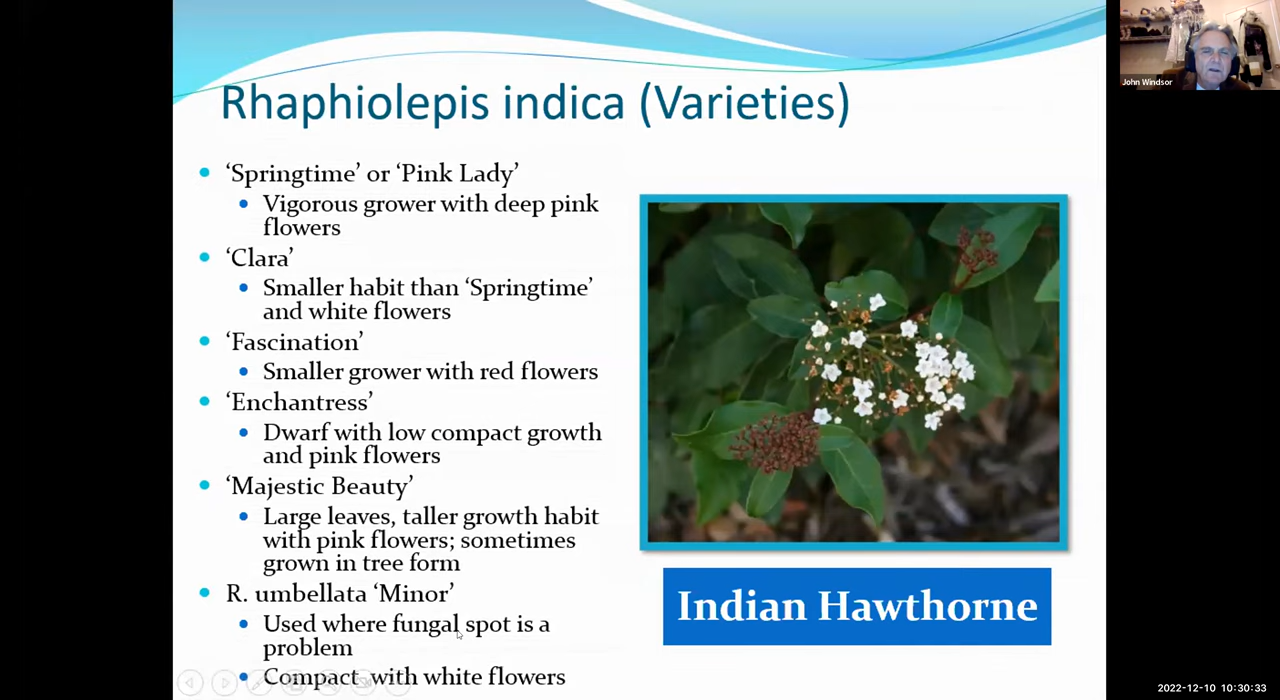 Rhaphiolepis indica (Varieties)
‘Springtime’ or ‘Pink Lady’
Vigorous grower with deep pink
flowers
‘Clara’
Smaller habit than ‘Springtime’
and white flowers
‘Fascination’
Smaller grower with red flowers
‘Enchantress’
Dwarf with low compact growth
and pink flowers
‘Majestic Beauty’
Large leaves, taller growth habit
with pink flowers; sometimes
grown in tree form
R. umbellata ‘Minor’
Used where fungal spot is a
problem
Compact with white flowers
Indian Hawthorne
John Windsor
2022-12-10 10:30:33